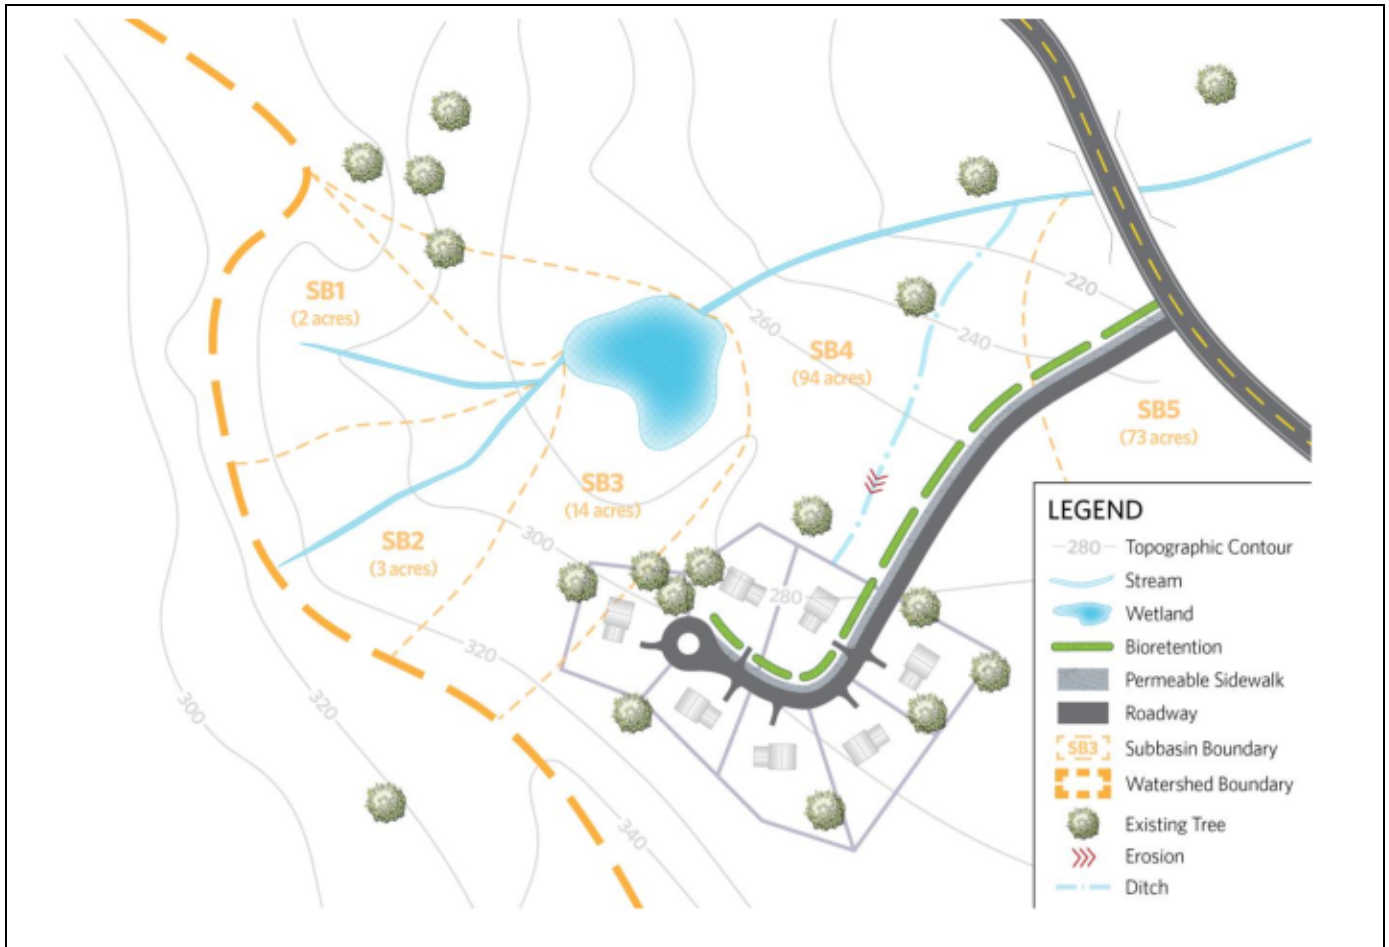 SB1
(2 acres)
220
260
240
SB4
(94 acres)
SB5
(73 acres)
SB3
(14 acres)
SB2
(3 acres)
300
280
320
300
320
340
LEGEND
280 Topographic Contour
Stream
Wetland
Bioretention
Permeable Sidewalk
Roadway
SB3 Subbasin Boundary
Watershed Boundary
Existing Tree
Erosion
Ditch